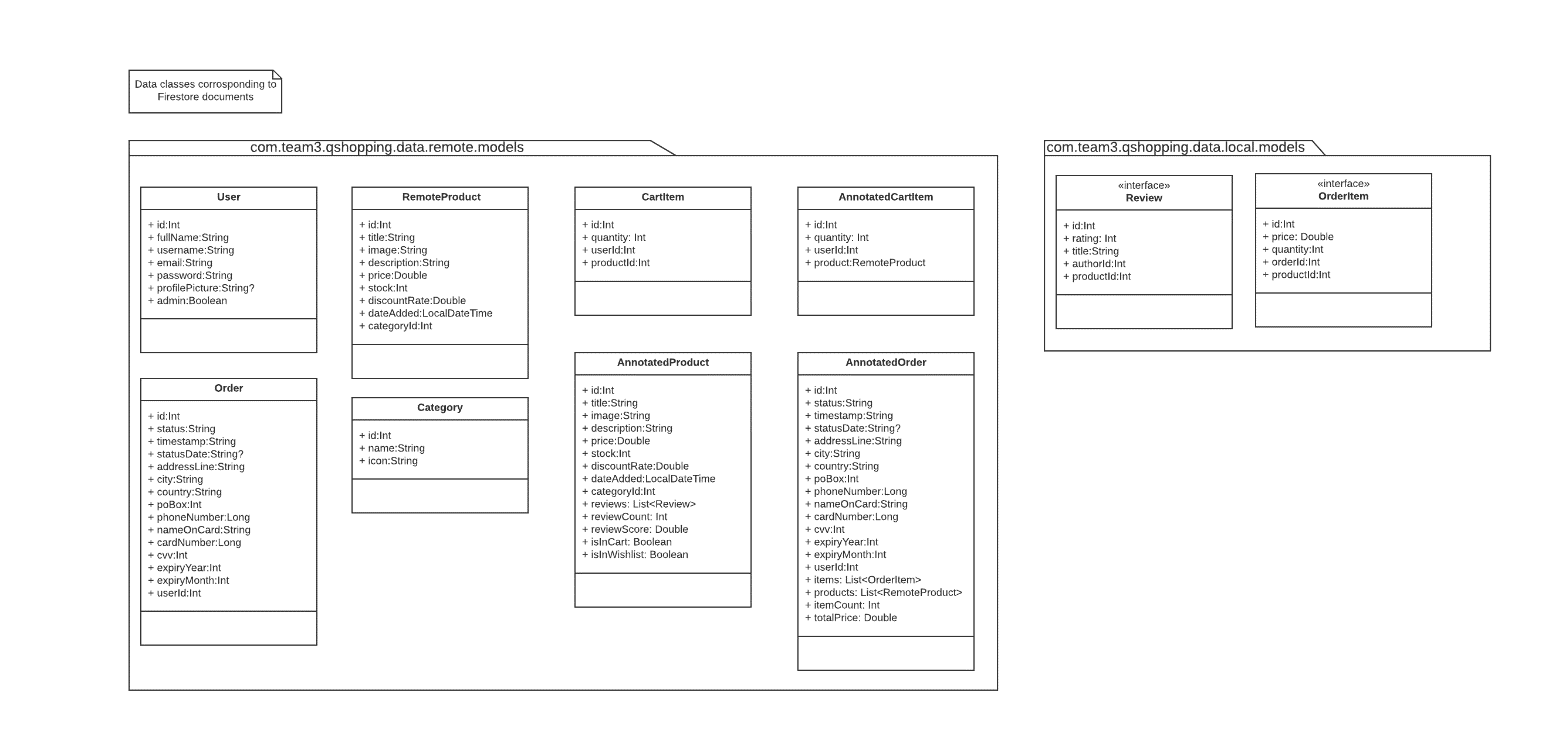 Data classes corrosponding to
Firestore documents
com.team3.qshopping.data.remote.models
User
+ id:Int
+ fullName:String
+ username:String
+ email:String
+ password:String
+ profilePicture:String?
+ admin:Boolean
RemoteProduct
+ id:Int
+ title:String
+ image:String
+ description:String
+ price:Double
+ stock:Int
+ discountRate:Double
+ dateAdded:LocalDateTime
+ categoryId:Int
CartItem
+ id:Int
+ quantity: Int
+ userId:Int
+ productId:Int
AnnotatedCartItem
+ id:Int
+ quantity: Int
+ userId:Int
+ product:RemoteProduct
Order
+ id:Int
+ status:String
+ timestamp:String
+ statusDate:String?
+ addressLine:String
+ city:String
+ country:String
+ poBox:Int
+ phoneNumber:Long
+ nameOnCard:String
+ cardNumber:Long
+ cvv:Int
+ expiryYear:Int
+ expiryMonth:Int
+ userId:Int
Category
+ id:Int
+ name:String
+ icon:String
AnnotatedProduct
+ id:Int
+ title:String
+ image:String
+ description:String
+ price:Double
+ stock:Int
+ discountRate:Double
+ dateAdded:LocalDateTime
+ categoryId:Int
+ reviews: List<Review>
+ reviewCount: Int
+ reviewScore: Double
+ isInCart: Boolean
+ isInWishlist: Boolean
AnnotatedOrder
+ id:Int
+ status:String
+ timestamp:String
+ statusDate:String?
+ addressLine:String
+ city:String
+ country:String
+ poBox:Int
+ phoneNumber:Long
+ nameOnCard:String
+ cardNumber:Long
+ cvv:Int
+ expiryYear:Int
+ expiryMonth:Int
+ userId:Int
+ items: List<OrderItem>
+ products: List<RemoteProduct>
+ itemCount: Int
+ totalPrice: Double
com.team3.qshopping.data.local.models
«interface»
Review
+ id:Int
+ rating: Int
+ title:String
+ authorId:Int
+ productId:Int
«interface»
OrderItem
+ id:Int
+ price: Double
+ quantity:Int
+ orderId:Int
+ productId:Int